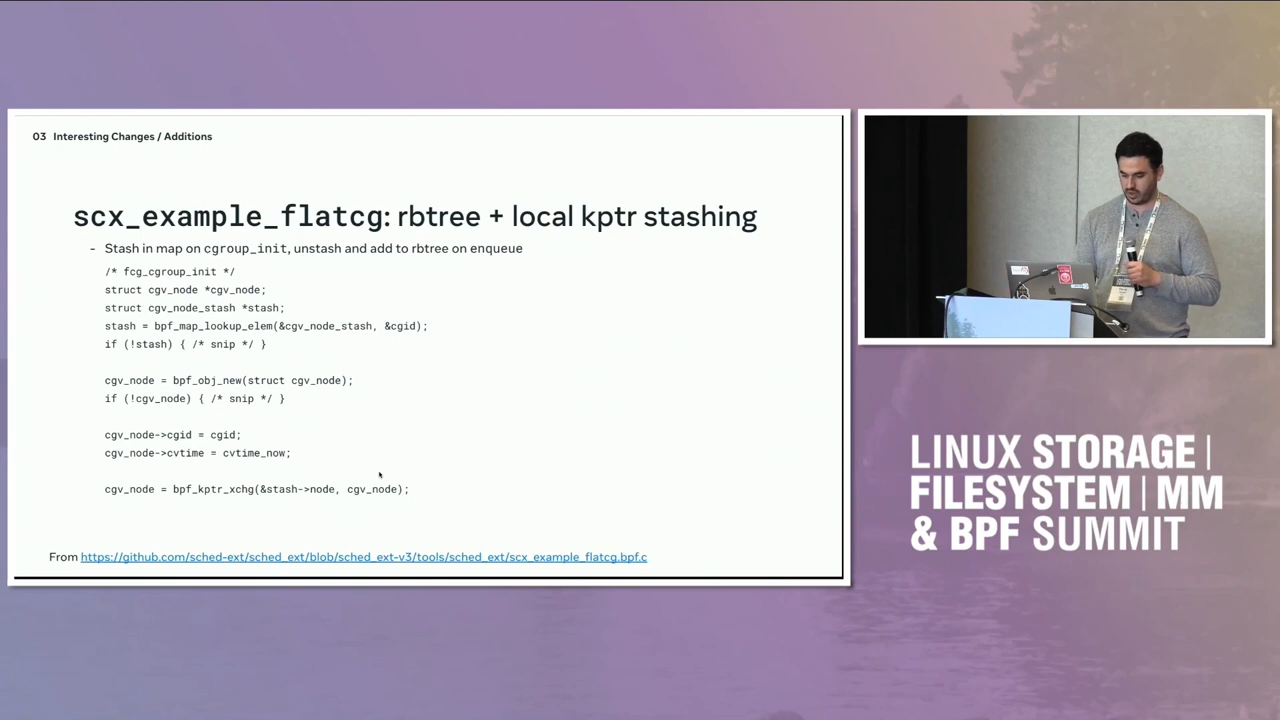 03 Interesting Changes / Additions
scx_example_flatcg: rbtree + local kptr stashing
- Stash in map on cgroup_init, unstash and add to rbtree on enqueue
/* fcg_cgroup_init */
struct cgv_node *cgv_node;
struct cgv_node_stash *stash;
stash = bpf_map_lookup_elem(&cgv_node_stash, &cgid);
if (!stash) { /* snip */ }
cgv_node = bpf_obj_new(struct cgv_node);
if (!cgv_node) { /* snip */ }
cgv_node->cgid = cgid;
cgv_node->cvtime = cvtime_now;
cgv_node = bpf_kptr_xchg(&stash->node, cgv_node);
From https://github.com/sched-ext/sched_ext/blob/sched_ext-v3/tools/sched_ext/scx_example_flatcg.bpf.c
LINUX STORAGE |
FILESYSTEM | MM
& BPF SUMMIT